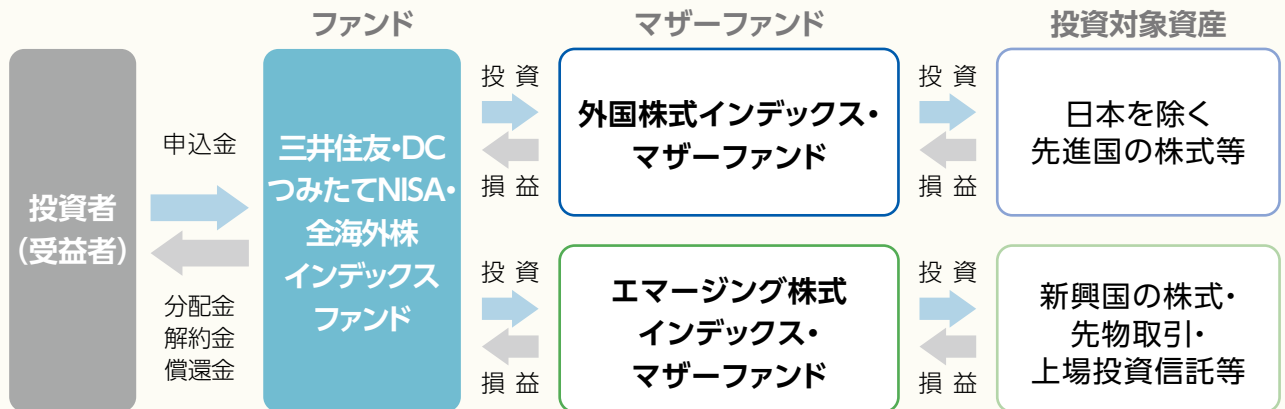 ファンド
マザーファンド
投資対象資産
投資者
(受益者)
申込金
分配金
解約金
償還金
三井住友・DC
つみたてNISA・
全海外株
インデックス
ファンド
投資
損益
外国株式インデックス・
マザーファンド
投資
損益
日本を除く
先進国の株式等
投資
損益
エマージング株式
インデックス・
マザーファンド
投資
損益
新興国の株式・
先物取引・
上場投資信託等